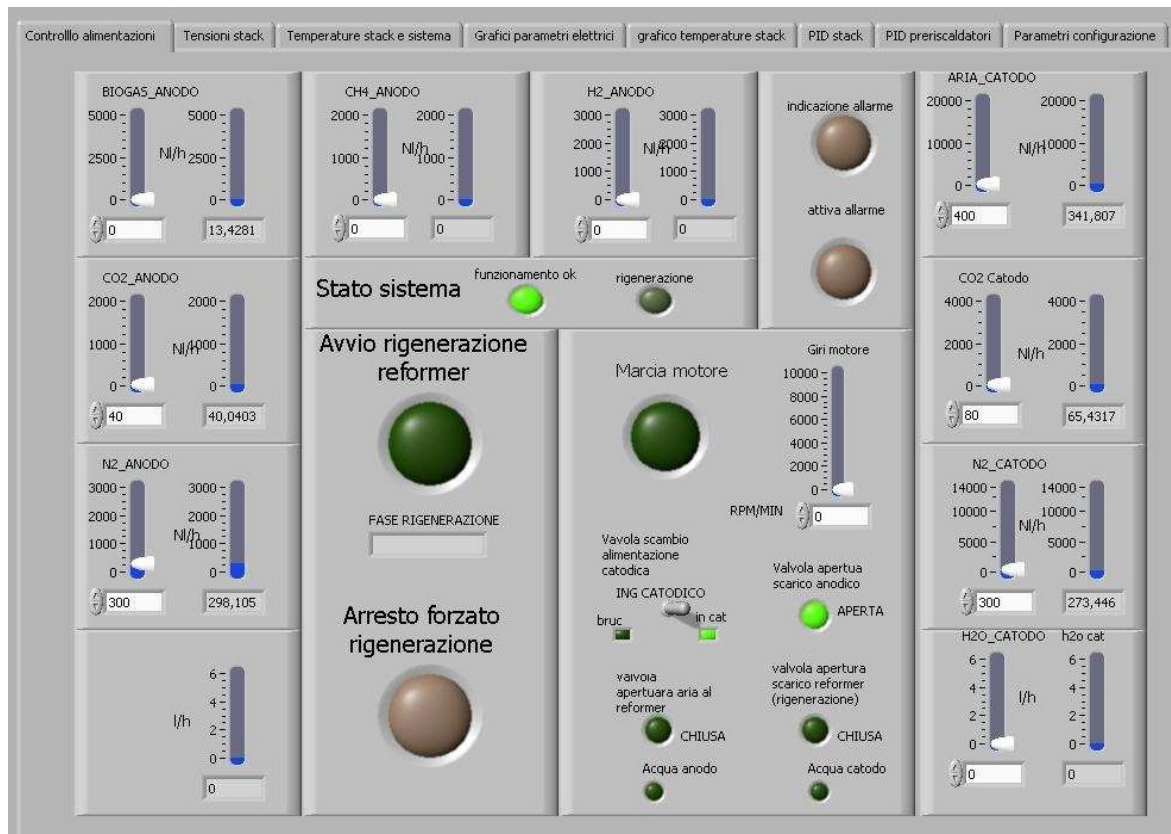 Controlllo alimentazioni
Tensioni stack
Temperature stack e sistema
Grafici parametri elettrici
grafico temperature stack
PID stack
PID preriscaldatori
Parametri configurazione
BIOGAS_ANODO
5000
2500
0
Nl/h
5000
2500
0
0
13,4281
CH4_ANODO
2000
1000
0
Nl/h
2000
1000
0
0
0
H2_ANODO
3000
2000
1000
0
Nl/h
3000
2000
1000
0
0
0
indicazione allarme
attiva allarme
ARIA_CATODO
20000
10000
0
Nl/h
20000
10000
0
400
341,807
CO2_ANODO
2000
1000
0
Nl/h
2000
1000
0
40
40,0403
Stato sistema
funzionamento ok
rigenerazione
CO2 Catodo
4000
2000
0
Nl/h
4000
2000
0
80
65,4317
Avvio rigenerazione
reformer
FASE RIGENERAZIONE
Arresto forzato
rigenerazione
Marcia motore
Giri motore
10000
8000
6000
4000
2000
0
RPM/MIN
0
N2_ANODO
3000
2000
1000
0
Nl/h
3000
2000
1000
0
300
298,105
Vavola scambio
alimentazione
catodica
ING CATODICO
bruc
in cat
Valvola apertua
scarico anodico
APERTA
valvola
apertuara aria al
reformer
CHIUSA
valvola apertura
scarico reformer
(rigenerazione)
CHIUSA
Acqua anodo
Acqua catodo
N2_CATODO
14000
10000
5000
0
Nl/h
14000
10000
5000
0
300
273,446
l/h
6
4
2
0
0
H2O_CATODO
h2o cat
6
4
2
0
l/h
6
4
2
0
0
0